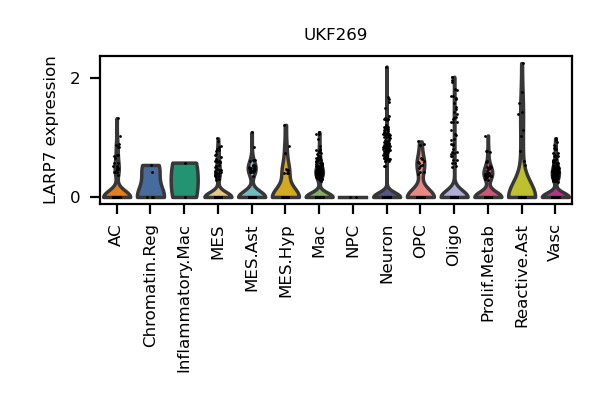 UKF269
LARP7 expression
2
0
AC
Chromatin.Reg
Inflammatory.Mac
MES
MES.Ast
MES.Hyp
Mac
NPC
Neuron
OPC
Oligo
Prolif.Metab
Reactive.Ast
Vasc